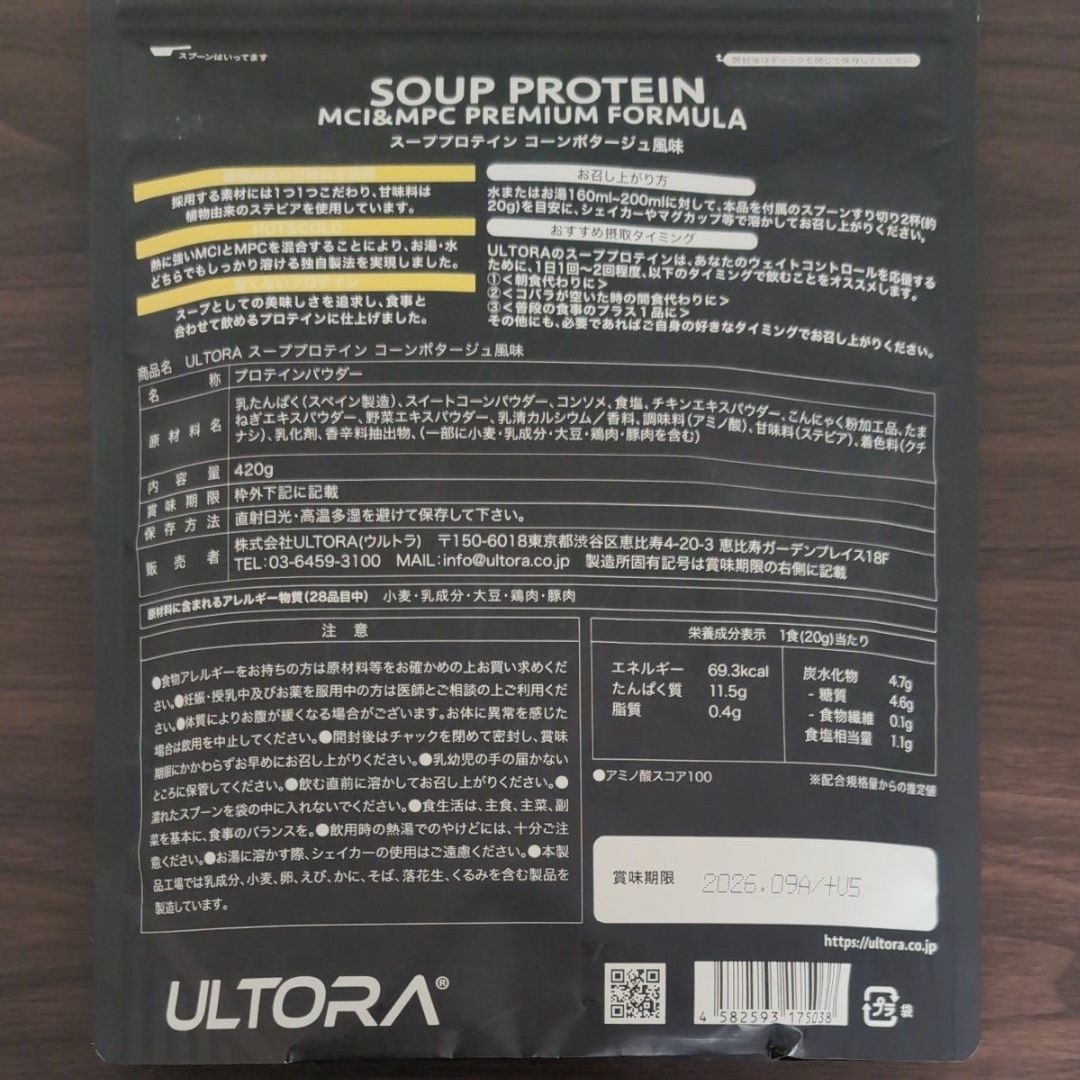 スプーンはいってます
開封後はチャックを閉じて保存してください
SOUP PROTEIN
MCI&MPC PREMIUM FORMULA
スーププロテイン コーンポタージュ風味
採用する素材には1つ1つこだわり、甘味料は
植物由来のステビアを使用しています。
HOT&COLD
熱に強いMCIとMPCを混合することにより、お湯・水
どちらでもしっかり溶ける独自製法を実現しました。
甘くないプロテイン
スープとしての美味しさを追求し、食事と
合わせて飲めるプロテインに仕上げました。
お召し上がり方
水またはお湯160ml~200mlに対して、本品を付属のスプーンすり切り2杯(約
20g)を目安に、シェイカーやマグカップ等で溶かしてお召し上がりください。
おすすめ摂取タイミング
ULTORAのスーププロテインは、あなたのウェイトコントロールを応援する
ために、1日1回～2回程度、以下のタイミングで飲むことをオススメします。
①<朝食代わりに>
②<コバラが空いた時の間食代わりに>
③<普段の食事のプラス1品に>
その他にも、必要であればご自身の好きなタイミングでお召し上がりください。
商品名 ULTORA スーププロテイン コーンポタージュ風味
名称 プロテインパウダー
原材料名 乳たんぱく(スペイン製造)、スイートコーンパウダー、コンソメ、食塩、チキンエキスパウダー、こんにゃく粉加工品、たま
ねぎエキスパウダー、野菜エキスパウダー、乳清カルシウム／香料、調味料(アミノ酸)、甘味料(ステビア)、着色料(クチ
ナシ)、乳化剤、香辛料抽出物、(一部に小麦・乳成分・大豆・鶏肉・豚肉を含む)
内容量 420g
賞味期限 枠外下記に記載
保存方法 直射日光・高温多湿を避けて保存して下さい。
販売者 株式会社ULTORA(ウルトラ) 〒150-6018東京都渋谷区恵比寿4-20-3 恵比寿ガーデンプレイス18F
TEL:03-6459-3100 MAIL:info@ultora.co.jp 製造所固有記号は賞味期限の右側に記載
原材料に含まれるアレルギー物質(28品目中) 小麦・乳成分・大豆・鶏肉・豚肉
注意
●食物アレルギーをお持ちの方は原材料等をお確かめの上お買い求めくだ
さい。●妊娠・授乳中及びお薬を服用中の方は医師とご相談の上ご利用くだ
さい。●体質によりお腹が緩くなる場合がございます。お体に異常を感じた
場合は飲用を中止してください。●開封後はチャックを閉めて密封し、賞味
期限にかかわらずお早めにお召し上がりください。●乳幼児の手の届かない
ところに保管してください。●飲む直前に溶かしてお召し上がりください。●
濡れたスプーンを袋の中に入れないでください。●食生活は、主食、主菜、副
菜を基本に、食事のバランスを。●飲用時の熱湯でのやけどには、十分ご注
意ください。●お湯に溶かす際、シェイカーの使用はご遠慮ください。●本製
品工場では乳成分、小麦、卵、えび、かに、そば、落花生、くるみを含む製品を
製造しています。
栄養成分表示 1食(20g)当たり
エネルギー 69.3kcal
たんぱく質 11.5g
脂質 0.4g
炭水化物 4.7g
- 糖質 4.6g
- 食物繊維 0.1g
食塩相当量 1.1g
●アミノ酸スコア100
※配合規格量からの推定値
賞味期限 2026.09A/+U5
https://ultora.co.jp
ULTORA®
4 582593 175038
プラ 袋